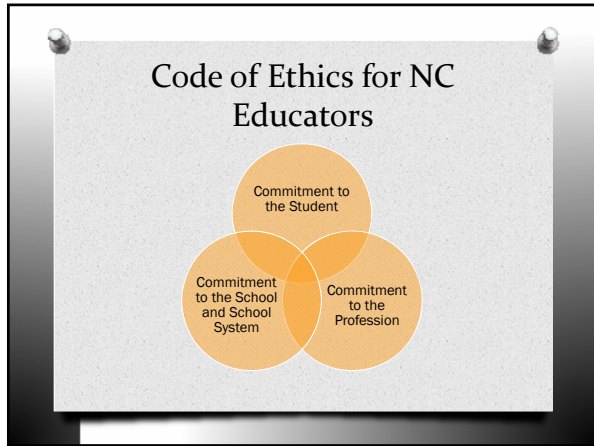 Code of Ethics for NC
Educators
Commitment to
the Student
Commitment
to the School
and School
System
Commitment
to the
Profession